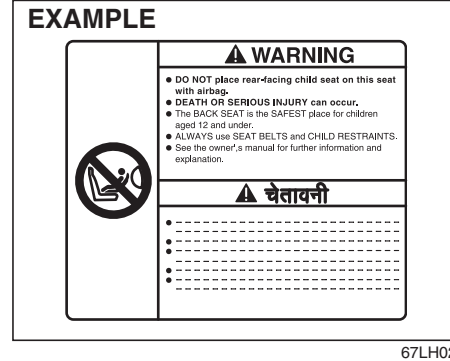 EXAMPLE
WARNING
● DO NOT place rear-facing child seat on this seat
with airbag.
● DEATH OR SERIOUS INJURY can occur.
● The BACK SEAT is the SAFEST place for children
aged 12 and under.
● ALWAYS use SEAT BELTS and CHILD RESTRAINTS.
● See the owner's manual for further information and
explanation.
चेतावनी
67LH02